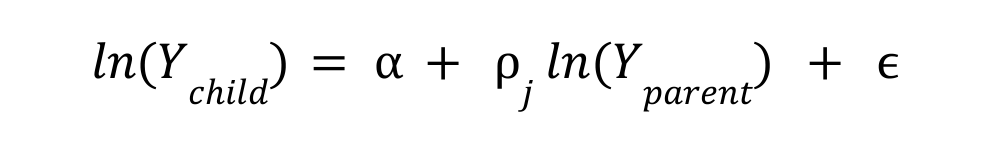 ln(Y_child) = α + ρ_j ln(Y_parent) + ϵ